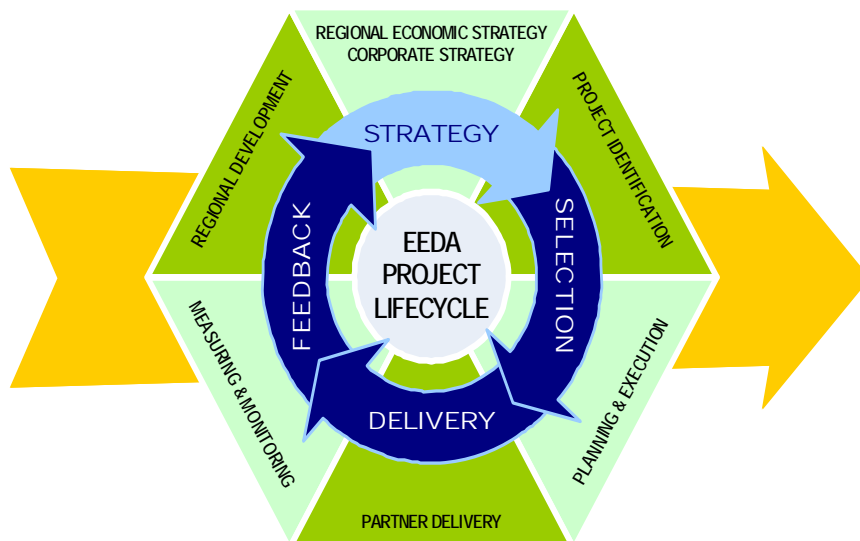 REGIONAL ECONOMIC STRATEGY
CORPORATE STRATEGY
PROJECT IDENTIFICATION
PLANNING & EXECUTION
PARTNER DELIVERY
MEASURING & MONITORING
REGIONAL DEVELOPMENT
STRATEGY
SELECTION
DELIVERY
FEEDBACK
EEDA
PROJECT
LIFECYCLE